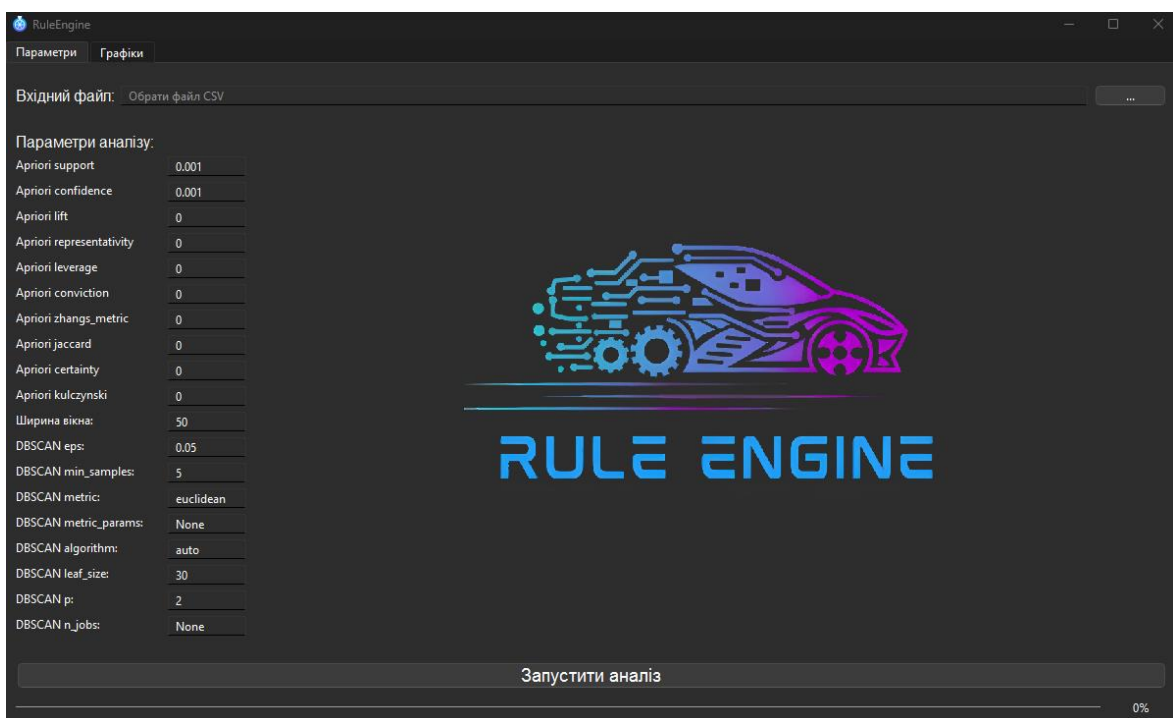 RuleEngine
Параметри Графіки
Вхідний файл: Обрати файл CSV ...
Параметри аналізу:
Apriori support 0.001
Apriori confidence 0.001
Apriori lift 0
Apriori representativity 0
Apriori leverage 0
Apriori conviction 0
Apriori zhangs_metric 0
Apriori jaccard 0
Apriori certainty 0
Apriori kulczynski 0
Ширина вікна: 50
DBSCAN eps: 0.05
DBSCAN min_samples: 5
DBSCAN metric: euclidean
DBSCAN metric_params: None
DBSCAN algorithm: auto
DBSCAN leaf_size: 30
DBSCAN p: 2
DBSCAN n_jobs: None
RULE ENGINE
Запустити аналіз
0%